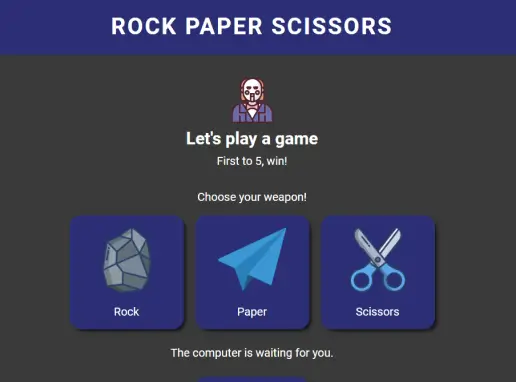 ROCK PAPER SCISSORS
Let's play a game
First to 5, win!
Choose your weapon!
Rock
Paper
Scissors
The computer is waiting for you.